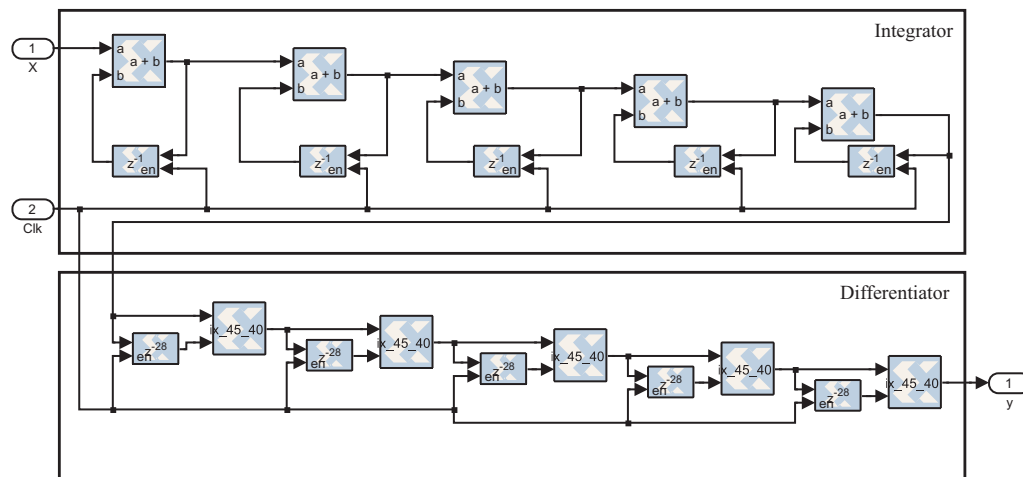 Integrator
1
X
a
b
a + b
a
b
a + b
a
b
a + b
a
b
a + b
a
b
a + b
z-1
en
z-1
en
z-1
en
z-1
en
z-1
en
2
Clk
Differentiator
ix_45_40
ix_45_40
ix_45_40
ix_45_40
ix_45_40
z-28
en
z-28
en
z-28
en
z-28
en
z-28
en
1
y